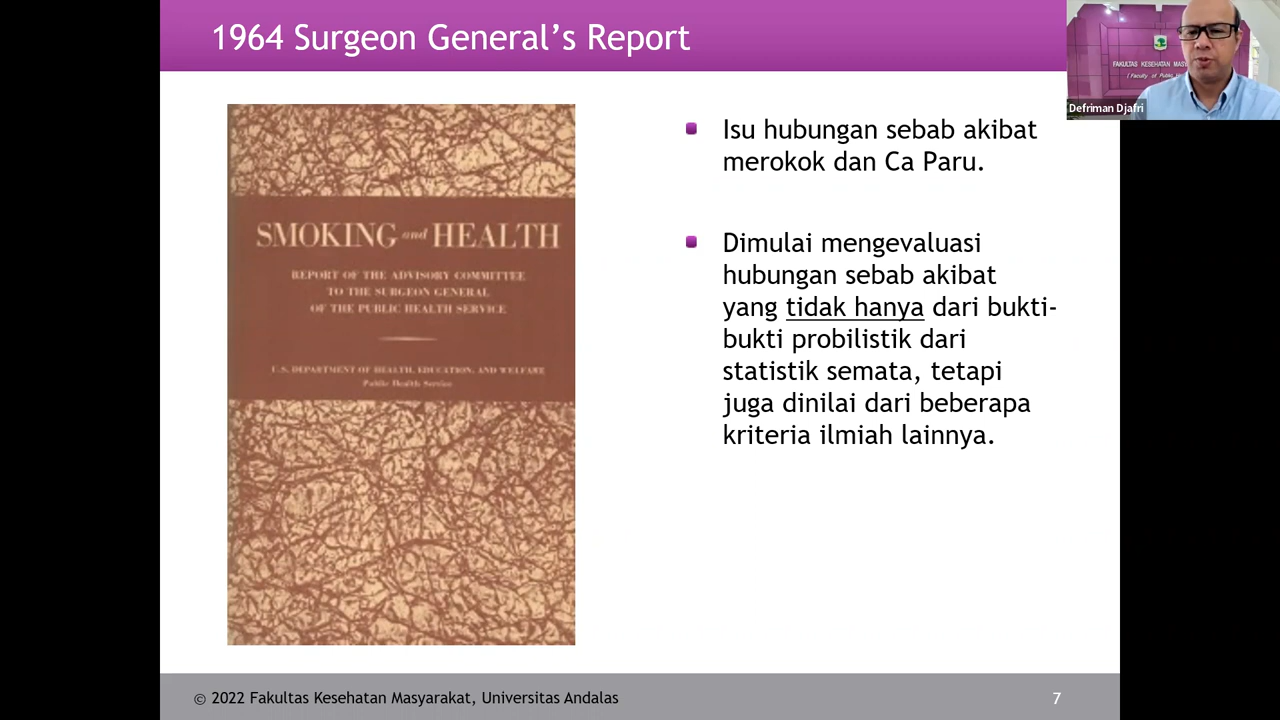 1964 Surgeon General's Report
FAKULTAS KESEHATAN
Defriman Djafri
SMOKING and HEALTH
REPORT OF THE ADVISORY COMMITTEE
TO THE SURGEON GENERAL
OF THE PUBLIC HEALTH SERVICE
U.S. DEPARTMENT OF HEALTH, EDUCATION, AND WELFARE
Public Health Service
Isu hubungan sebab akibat
merokok dan Ca Paru.
Dimulai mengevaluasi
hubungan sebab akibat
yang tidak hanya dari bukti-
bukti probilistik dari
statistik semata, tetapi
juga dinilai dari beberapa
kriteria ilmiah lainnya.
© 2022 Fakultas Kesehatan Masyarakat, Universitas Andalas
7